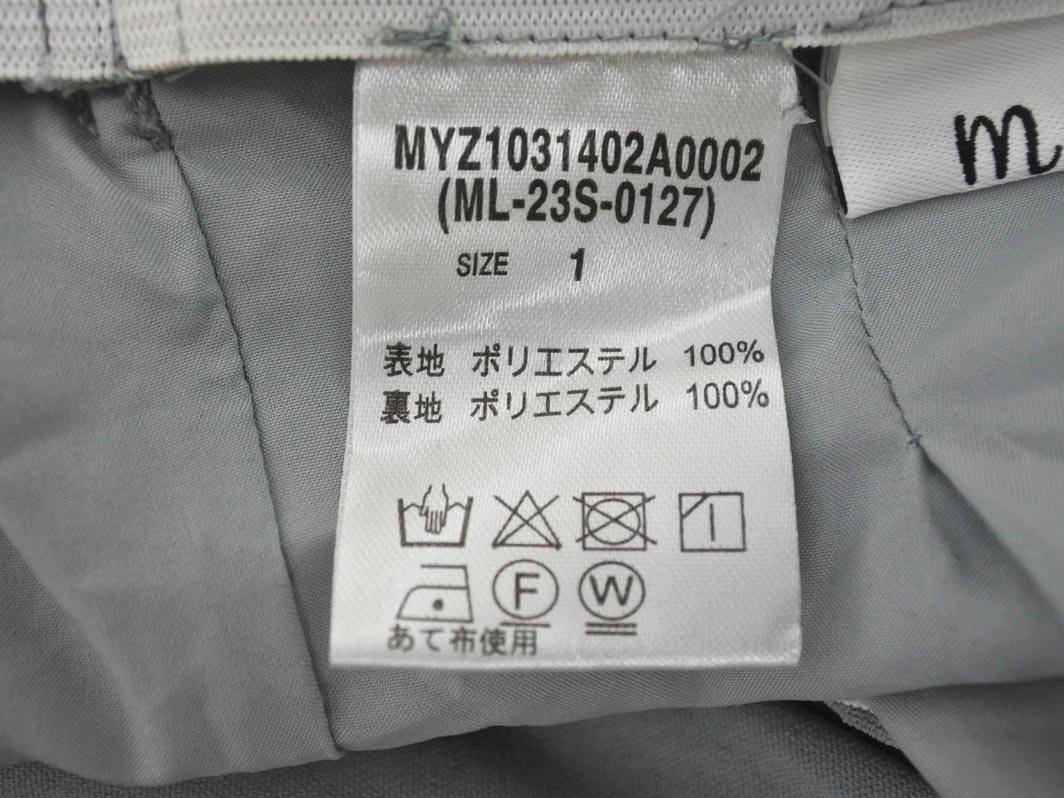 MYZ1031402A0002
(ML-23S-0127)
SIZE 1
表地 ポリエステル 100%
裏地 ポリエステル 100%
F W
あて布使用
m